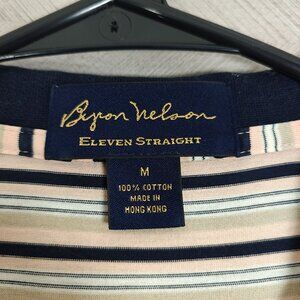 Byron Nelson
ELEVEN STRAIGHT
M
100% COTTON
MADE IN
HONG KONG